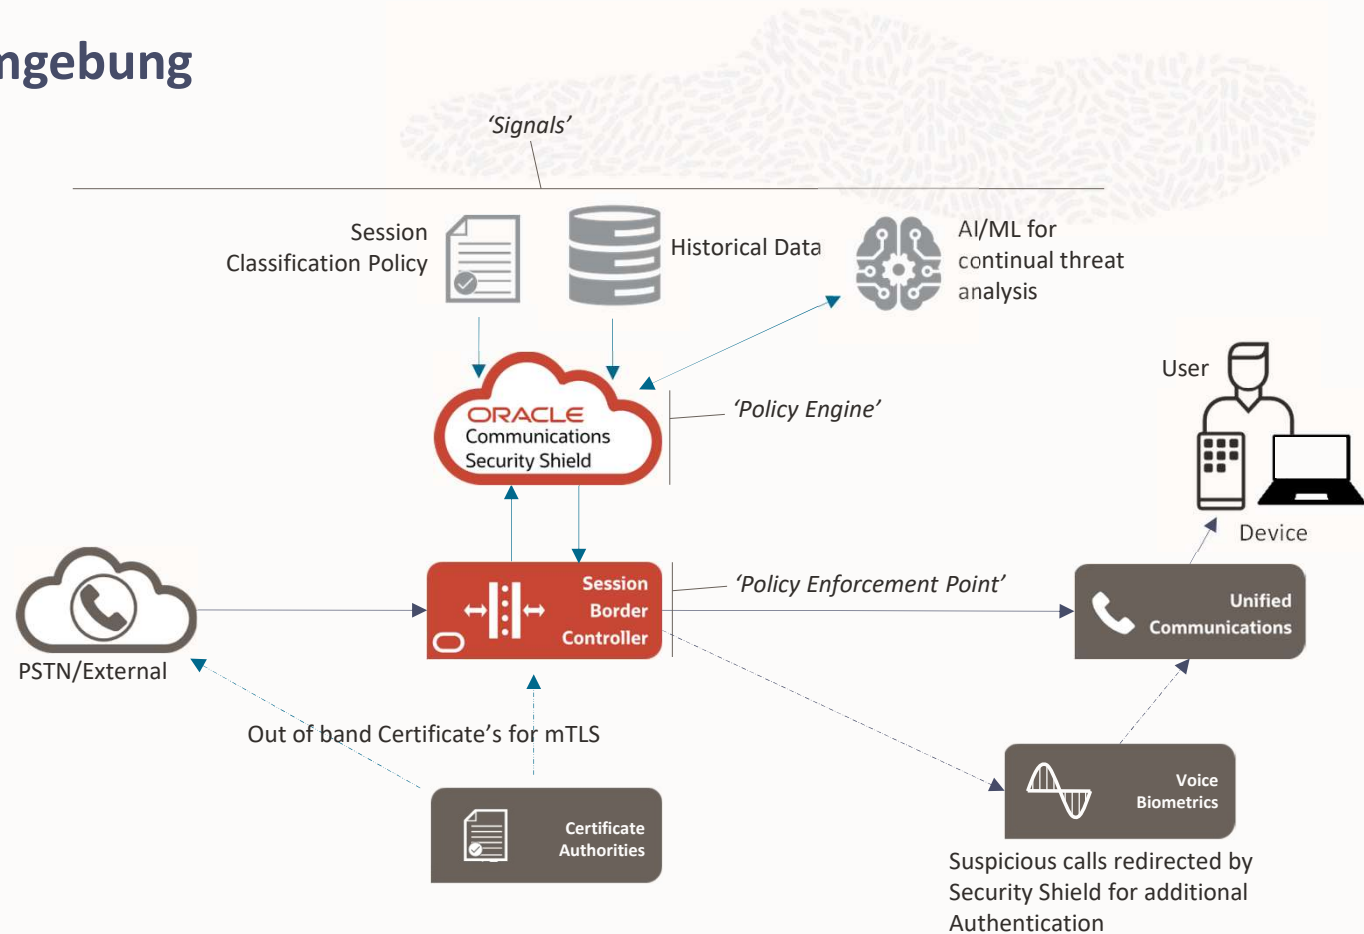 mgebung
‘Signals’
Session
Classification Policy
Historical Data
AI/ML for
continual threat
analysis
ORACLE
Communications
Security Shield
‘Policy Engine’
User
Device
Session
Border
Controller
‘Policy Enforcement Point’
Unified
Communications
PSTN/External
Out of band Certificate’s for mTLS
Certificate
Authorities
Voice
Biometrics
Suspicious calls redirected by
Security Shield for additional
Authentication